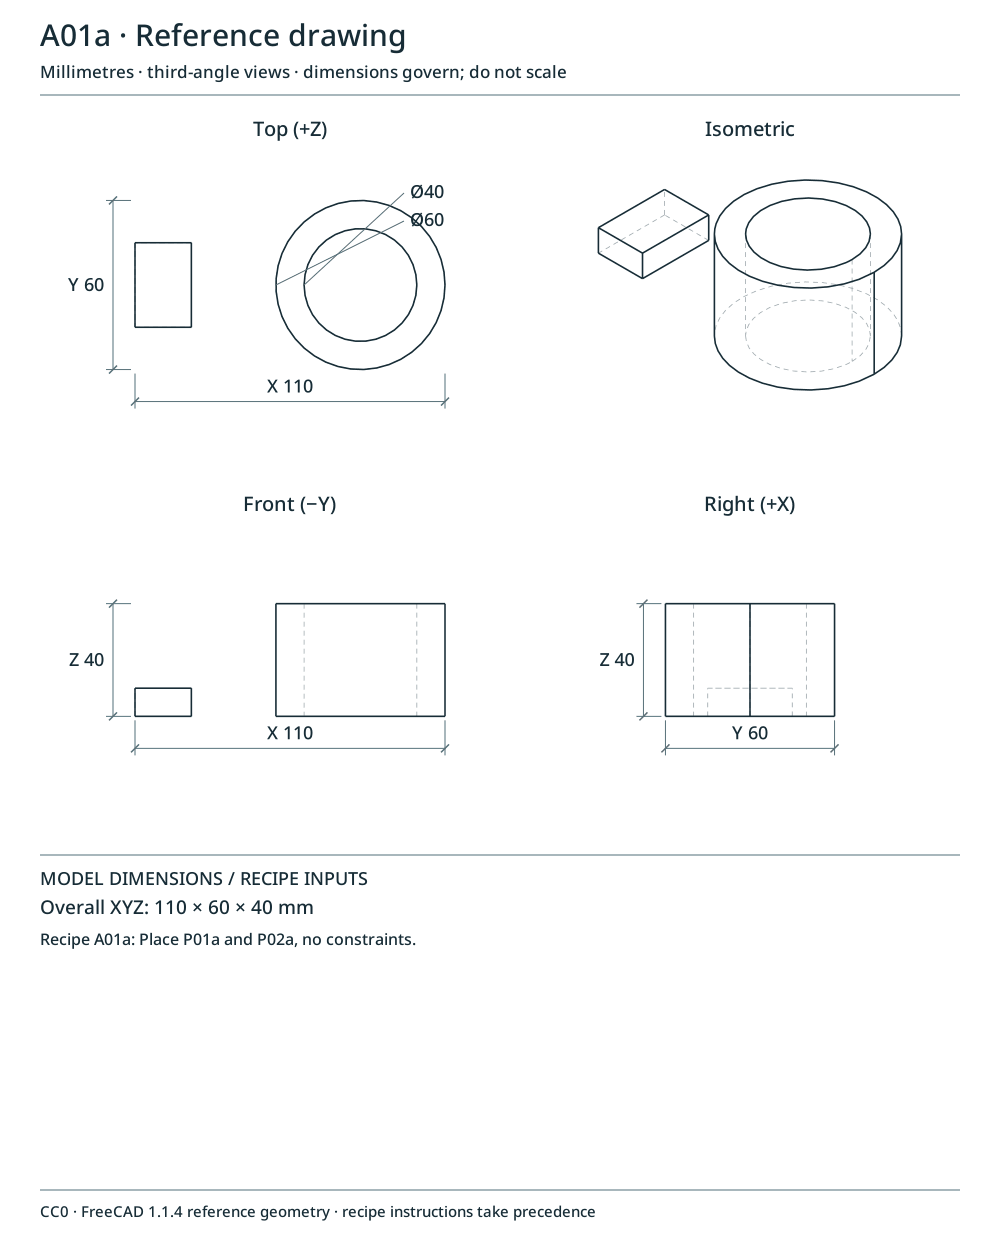 A01a · Reference drawing
Millimetres · third-angle views · dimensions govern; do not scale
Top (+Z)
Isometric
Ø40
Ø60
Y 60
X 110
Front (−Y)
Right (+X)
Z 40
X 110
Z 40
Y 60
MODEL DIMENSIONS / RECIPE INPUTS
Overall XYZ: 110 × 60 × 40 mm
Recipe A01a: Place P01a and P02a, no constraints.
CC0 · FreeCAD 1.1.4 reference geometry · recipe instructions take precedence